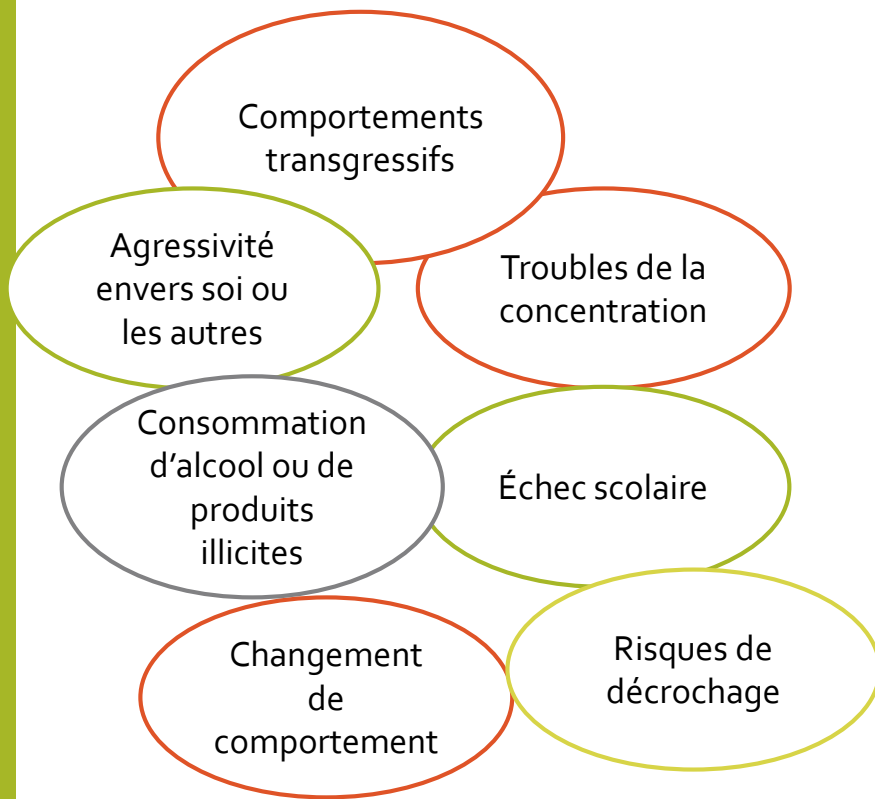 Comportements
transgressifs
Agressivité
envers soi ou
les autres
Troubles de la
concentration
Consommation
d'alcool ou de
produits
illicites
Échec scolaire
Changement
de
comportement
Risques de
décrochage